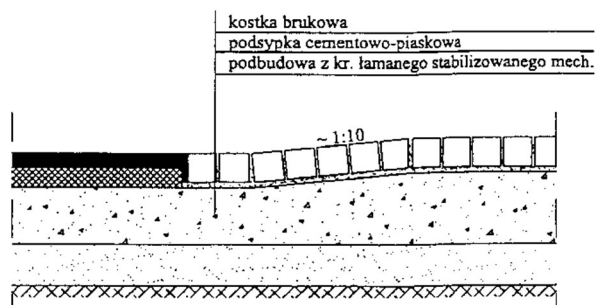 kostka brukowa
podsypka cementowo-piaskowa
podbudowa z kr. łamanego stabilizowanego mech.
~ 1:10